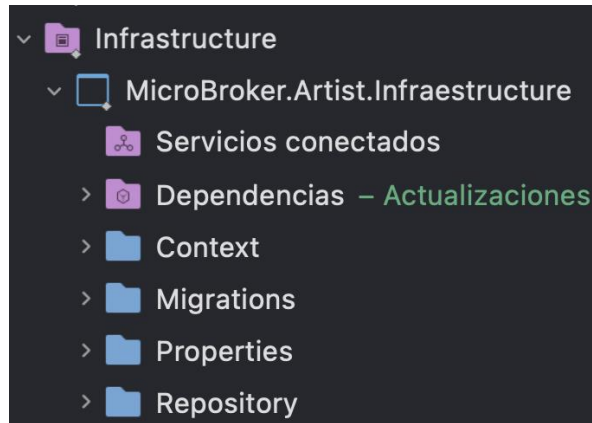 Infrastructure
MicroBroker.Artist.Infraestructure
Servicios conectados
Dependencias – Actualizaciones
Context
Migrations
Properties
Repository